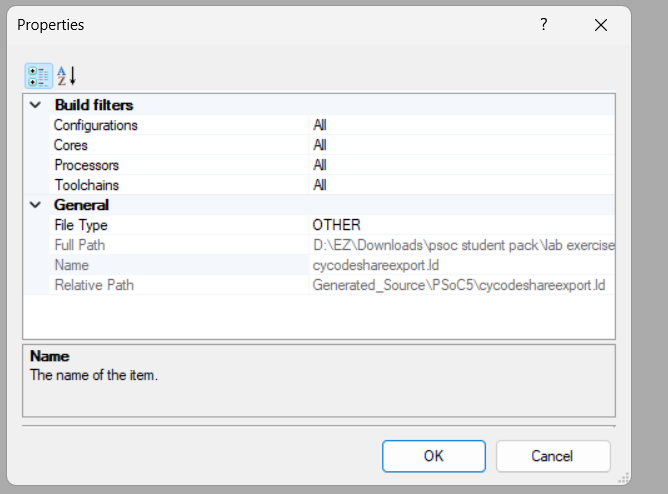 Properties ?
A
Z
Build filters
Configurations All
Cores All
Processors All
Toolchains All
General
File Type OTHER
Full Path D:\EZ\Downloads\psoc student pack\lab exercise
Name cycodeshareexport.ld
Relative Path Generated_Source\PSoC5\cycodeshareexport.ld
Name
The name of the item.
OK Cancel